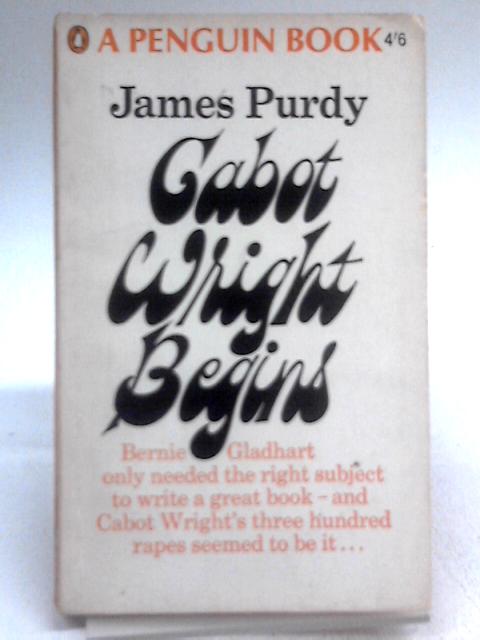 A PENGUIN BOOK 4'6
James Purdy
Cabot
Wright
Begins
Bernie Gladhart
only needed the right subject
to write a great book – and
Cabot Wright's three hundred
rapes seemed to be it...